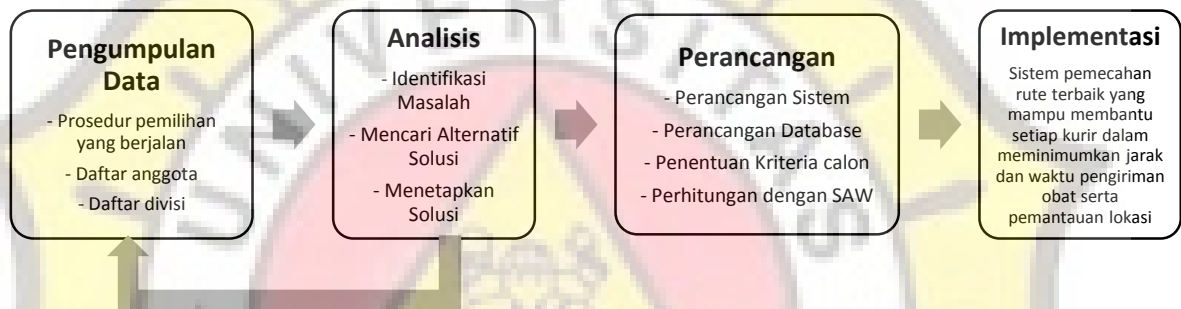 Pengumpulan
Data
- Prosedur pemilihan
yang berjalan
- Daftar anggota
- Daftar divisi
Analisis
- Identifikasi
Masalah
- Mencari Alternatif
Solusi
- Menetapkan
Solusi
Perancangan
- Perancangan Sistem
- Perancangan Database
- Penentuan Kriteria calon
- Perhitungan dengan SAW
Implementasi
Sistem pemecahan
rute terbaik yang
mampu membantu
setiap kurir dalam
meminimumkan jarak
dan waktu pengiriman
obat serta
pemantauan lokasi
UNIVERSITAS